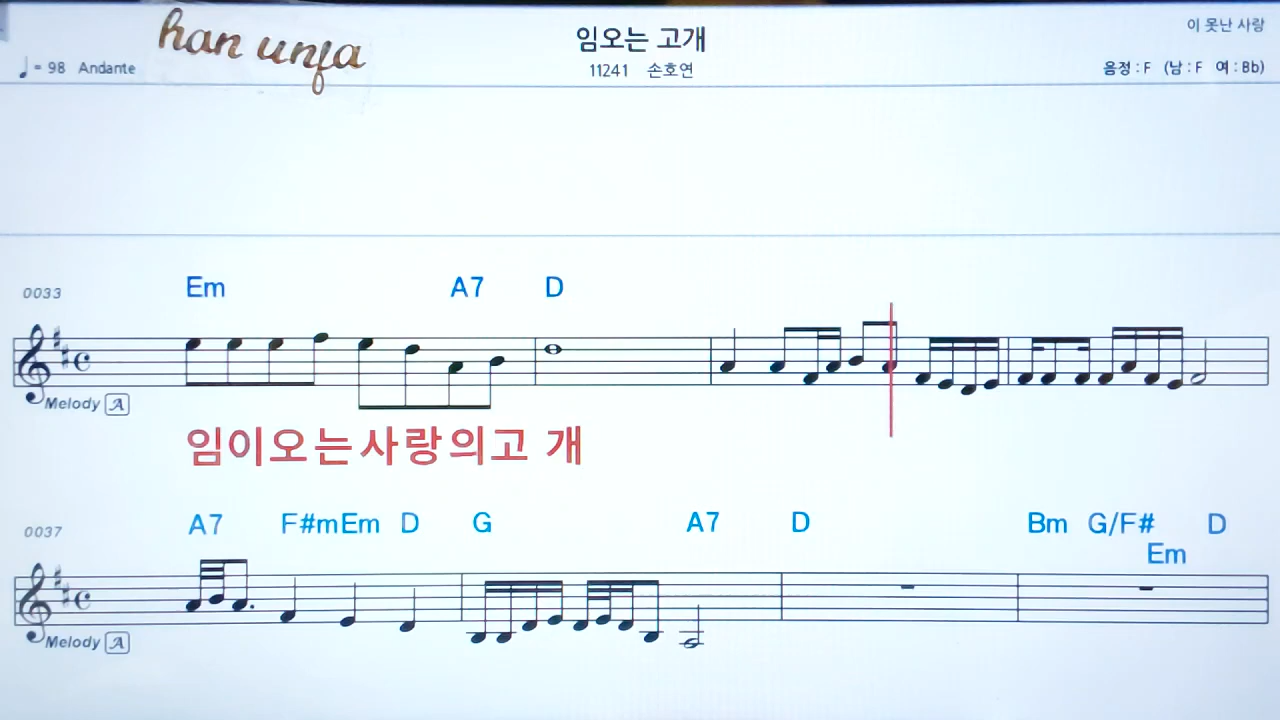 han unfa
임오는 고개
이 못난 사랑
♩= 98 Andante
11241 손호연
음정 : F (남 : F 여 : Bb)
0033
Em A7 D
Melody A
임이오는사랑의고 개
0037
A7 F#m Em D G A7 D Bm G/F# D
Em
Melody A